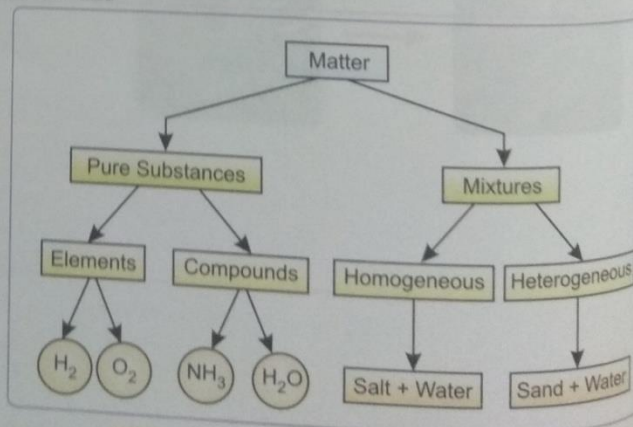 Matter
Pure Substances
Mixtures
Elements
Compounds
Homogeneous
Heterogeneous
H₂
O₂
NH₃
H₂O
Salt + Water
Sand + Water